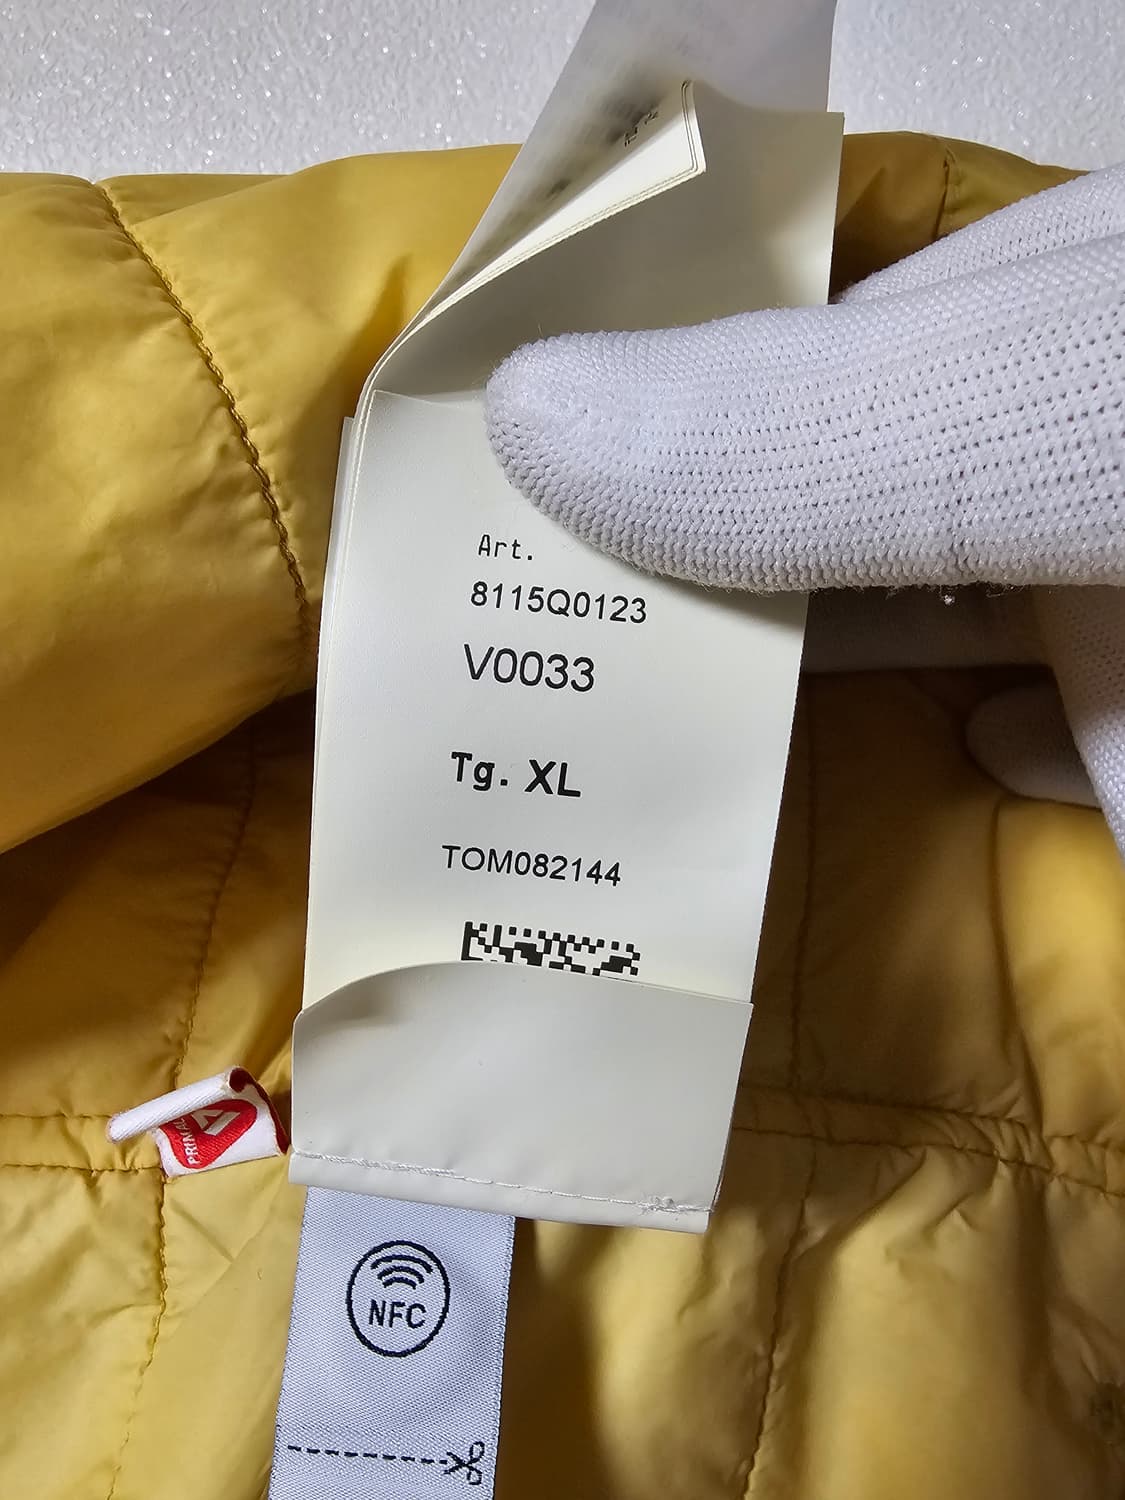 Art.
8115Q0123
V0033
Tg. XL
TOM082144
NFC